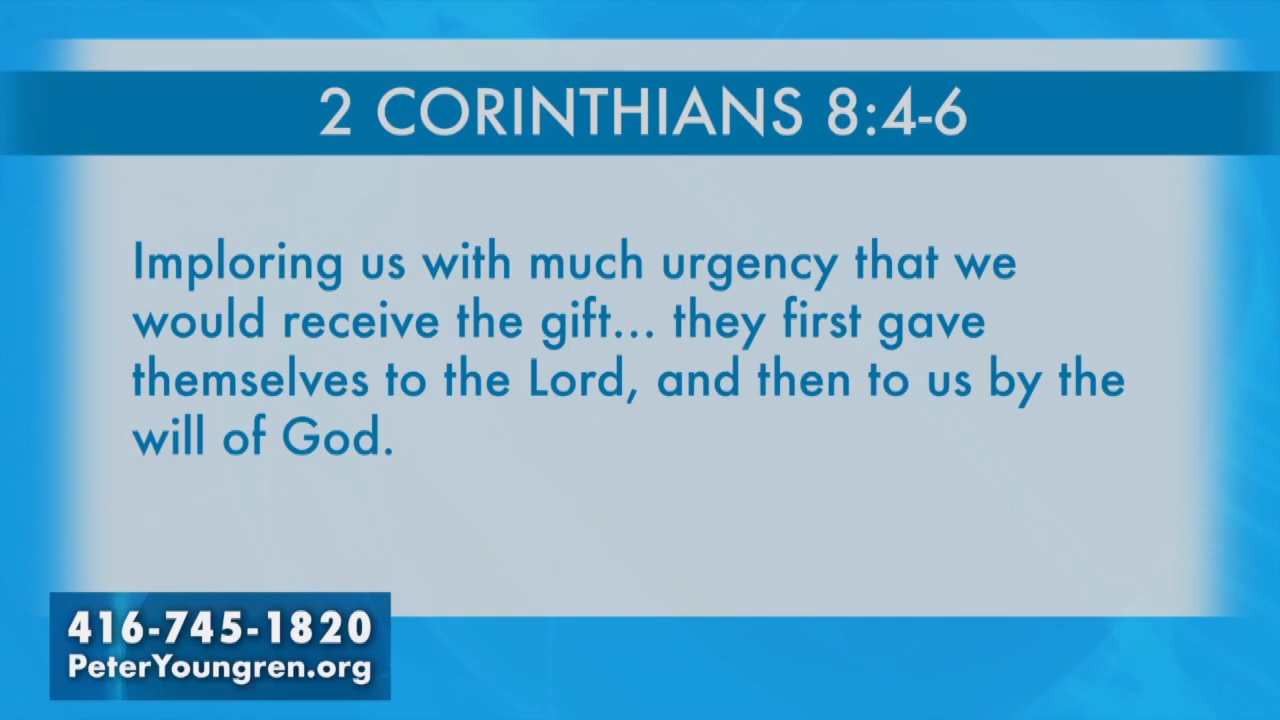 2 CORINTHIANS 8:4-6
Imploring us with much urgency that we
would receive the gift... they first gave
themselves to the Lord, and then to us by the
will of God.
416-745-1820
PeterYoungren.org